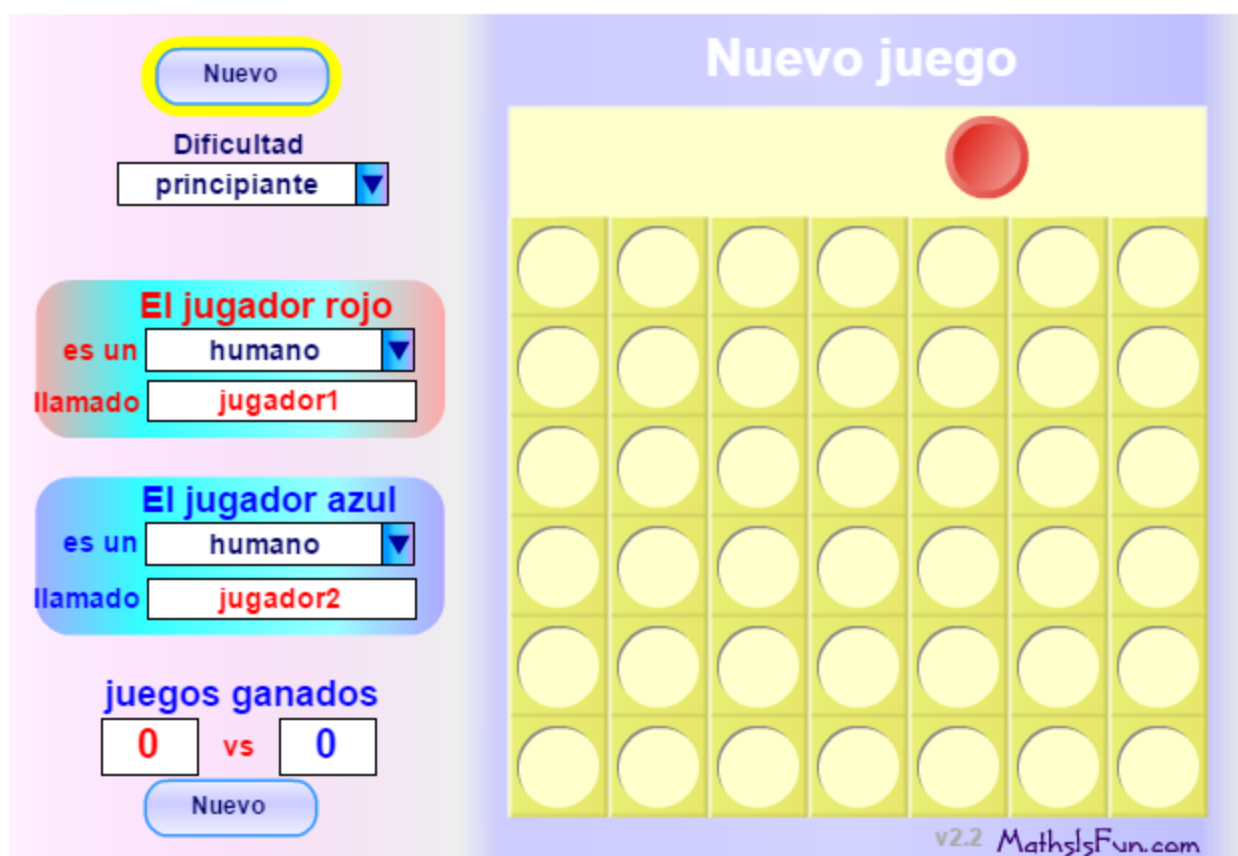 Nuevo
Dificultad
principiante
El jugador rojo
es un humano
llamado jugador1
El jugador azul
es un humano
llamado jugador2
juegos ganados
0 vs 0
Nuevo
Nuevo juego
v2.2 MathsIsFun.com